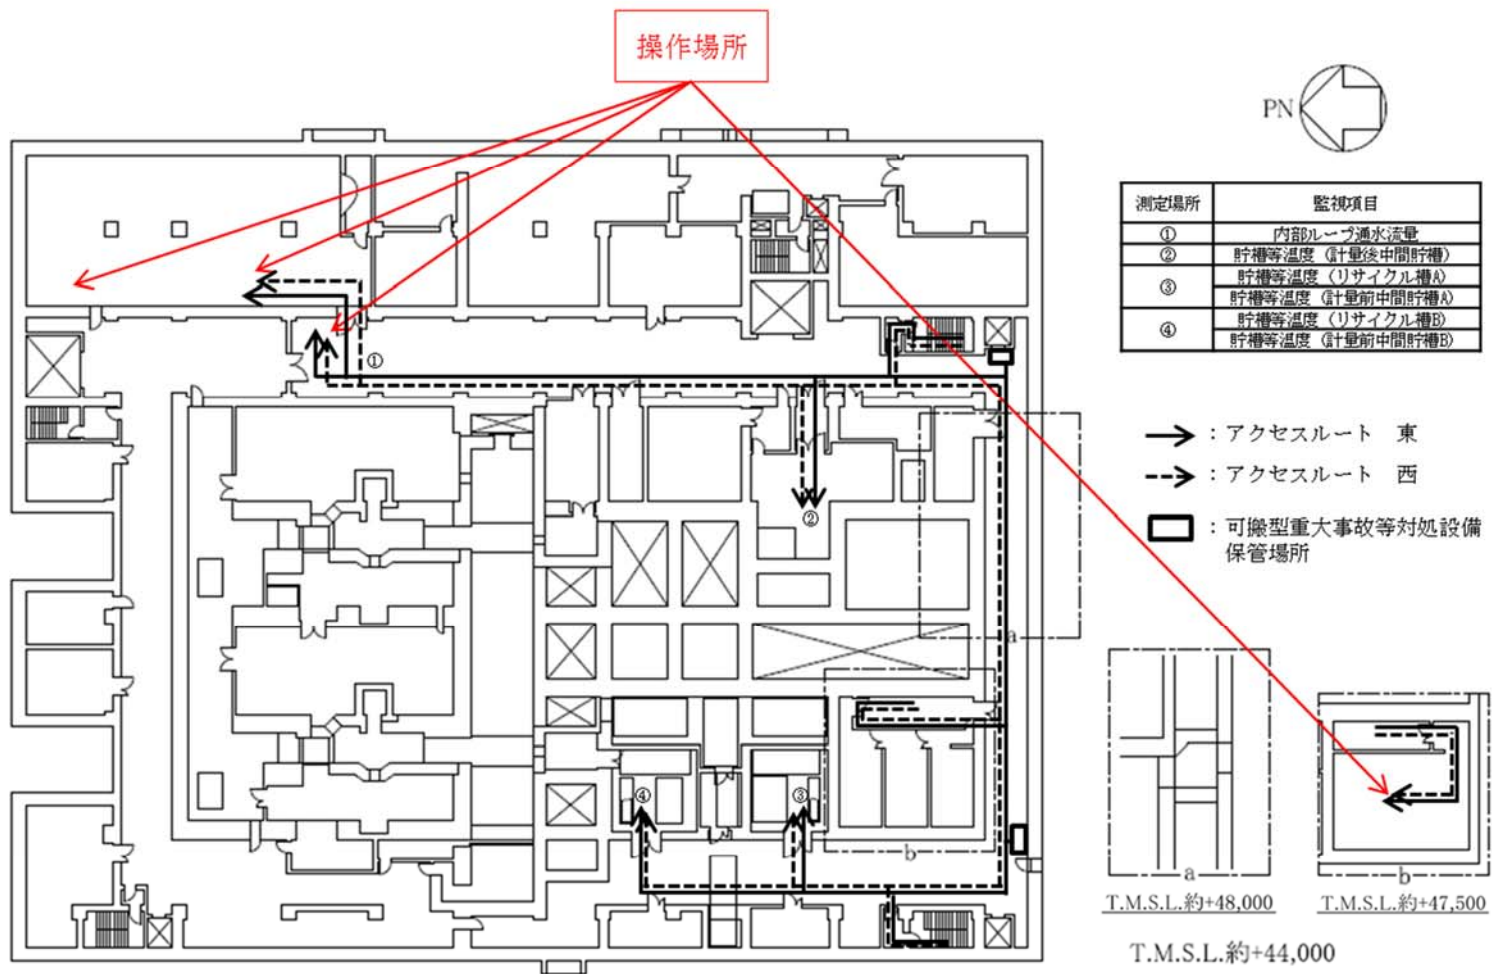 操作場所
PN
測定場所 監視項目
① 内部ループ通水流量
② 貯槽等温度（計量後中間貯槽）
③ 貯槽等温度（リサイクル槽A）
貯槽等温度（計量前中間貯槽A）
④ 貯槽等温度（リサイクル槽B）
貯槽等温度（計量前中間貯槽B）
：アクセスルート 東
：アクセスルート 西
：可搬型重大事故等対処設備
保管場所
①
②
a
④
③
b
a
b
T.M.S.L.約+48,000
T.M.S.L.約+47,500
T.M.S.L.約+44,000